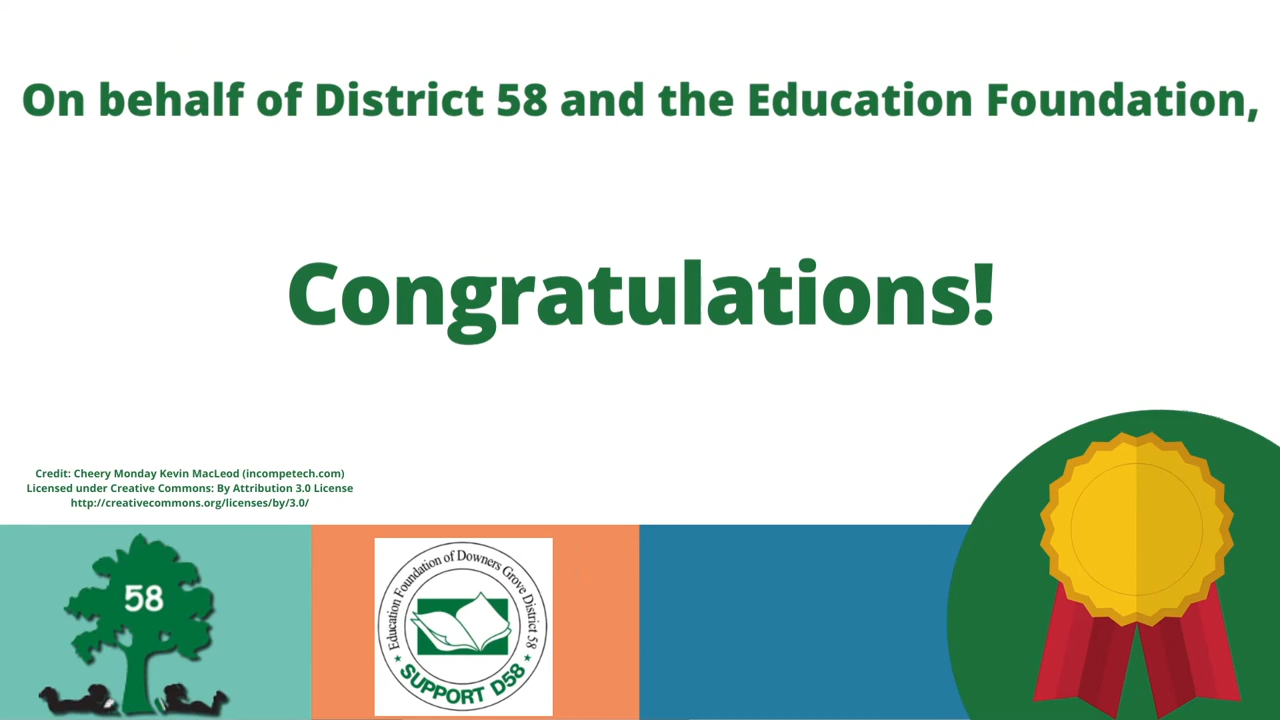 On behalf of District 58 and the Education Foundation,
Congratulations!
Credit: Cheery Monday Kevin MacLeod (incompetech.com)
Licensed under Creative Commons: By Attribution 3.0 License
http://creativecommons.org/licenses/by/3.0/
58
Education Foundation of Downers Grove District 58
SUPPORT D58